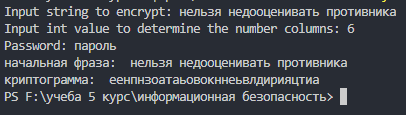 Input string to encrypt: нельзя недооценивать противника
Input int value to determine the number columns: 6
Password: пароль
начальная фраза:  нельзя недооценивать противника
криптограмма:  еенпнзоатаьовокннеьвлдирияцтиа
PS F:\учеба 5 курс\информационная безопасность>